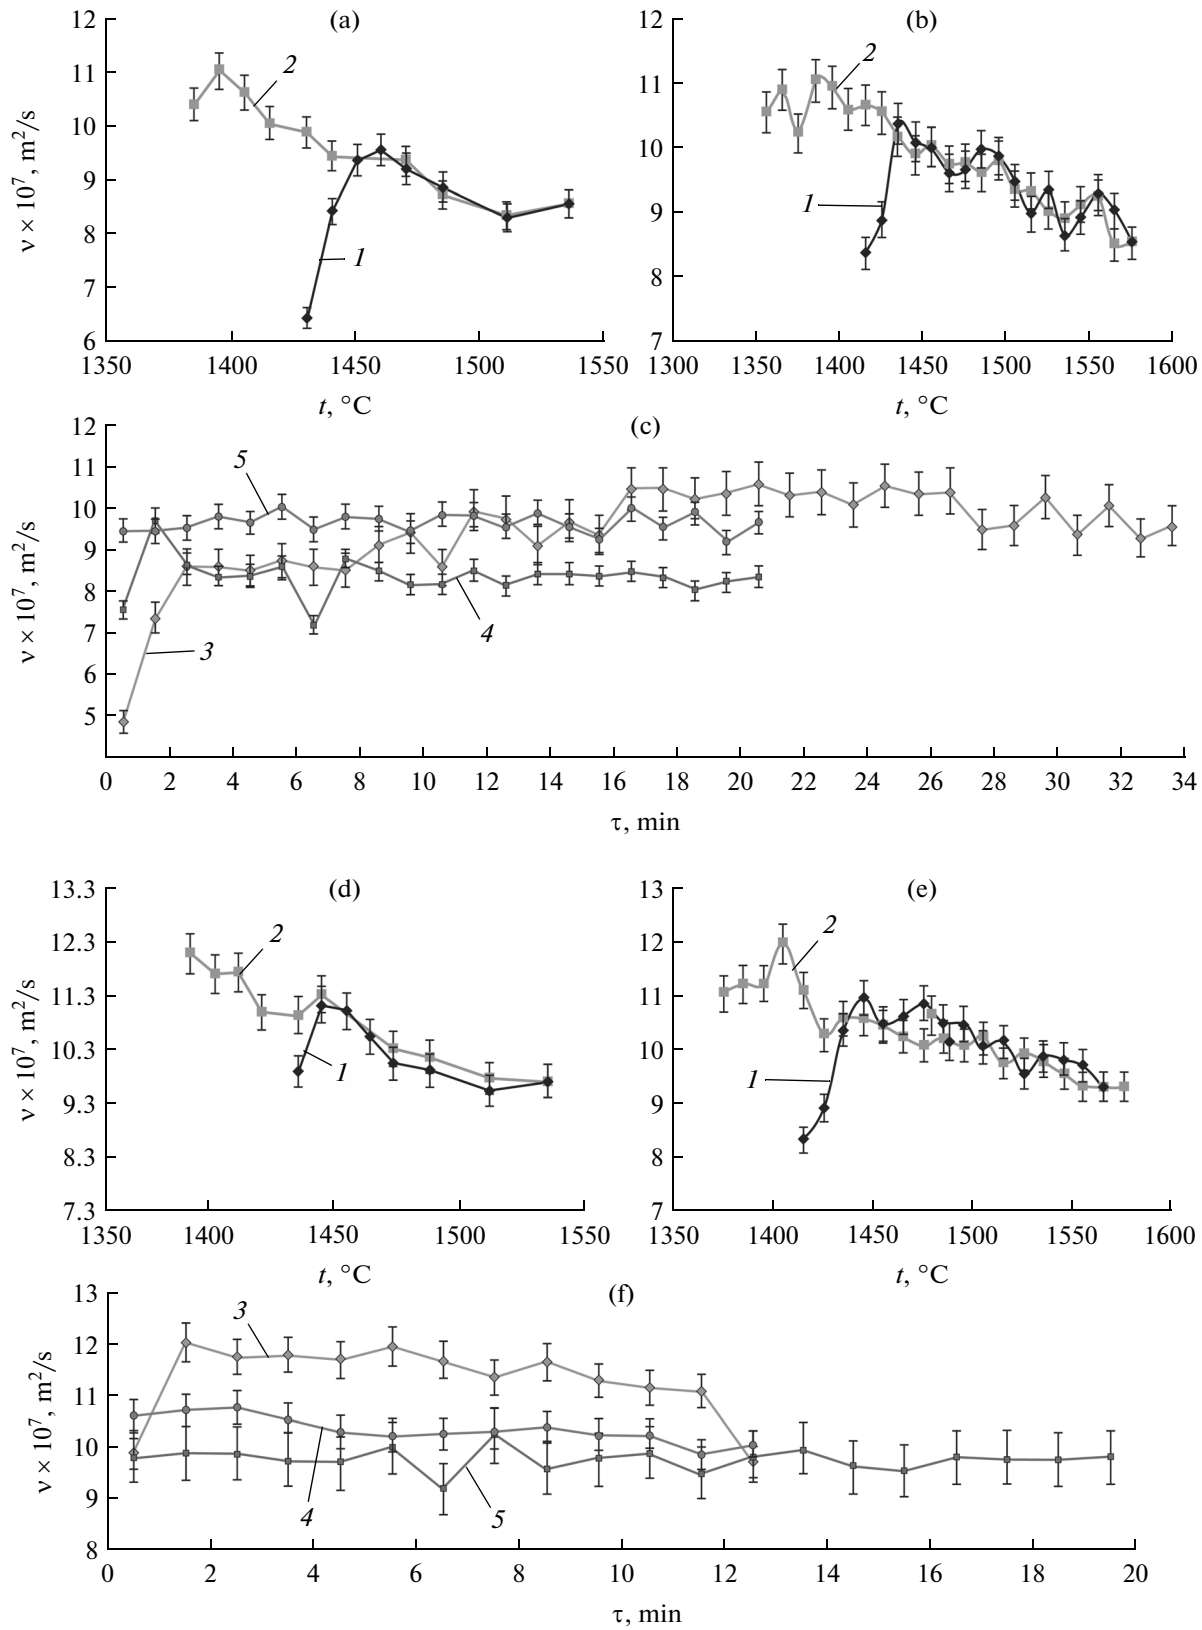 (a)
12
11
10
9
8
7
6
ν × 10⁷, m²/s
2
1
1350 1400 1450 1500 1550
t, °C
(b)
12
11
10
9
8
7
2
1
1300 1350 1400 1450 1500 1550 1600
t, °C
(c)
12
11
10
9
8
7
6
5
ν × 10⁷, m²/s
5
4
3
0 2 4 6 8 10 12 14 16 18 20 22 24 26 28 30 32 34
τ, min
(d)
13.3
12.3
11.3
10.3
9.3
8.3
7.3
ν × 10⁷, m²/s
2
1
1350 1400 1450 1500 1550
t, °C
(e)
13
12
11
10
9
8
7
2
1
1350 1400 1450 1500 1550 1600
t, °C
(f)
13
12
11
10
9
8
ν × 10⁷, m²/s
3
4
5
0 2 4 6 8 10 12 14 16 18 20
τ, min